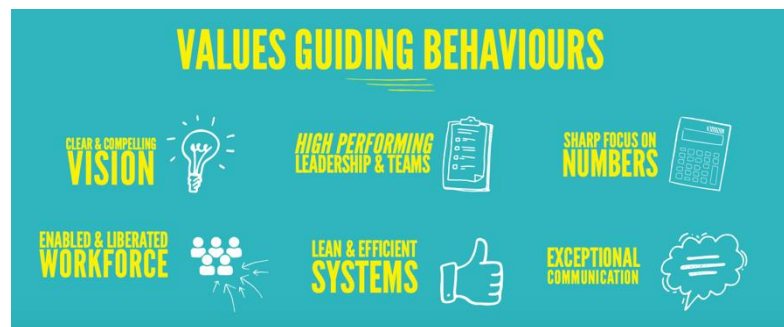 VALUES GUIDING BEHAVIOURS
CLEAR & COMPELLING
VISION
HIGH PERFORMING
LEADERSHIP & TEAMS
SHARP FOCUS ON
NUMBERS
ENABLED & LIBERATED
WORKFORCE
LEAN & EFFICIENT
SYSTEMS
EXCEPTIONAL
COMMUNICATION